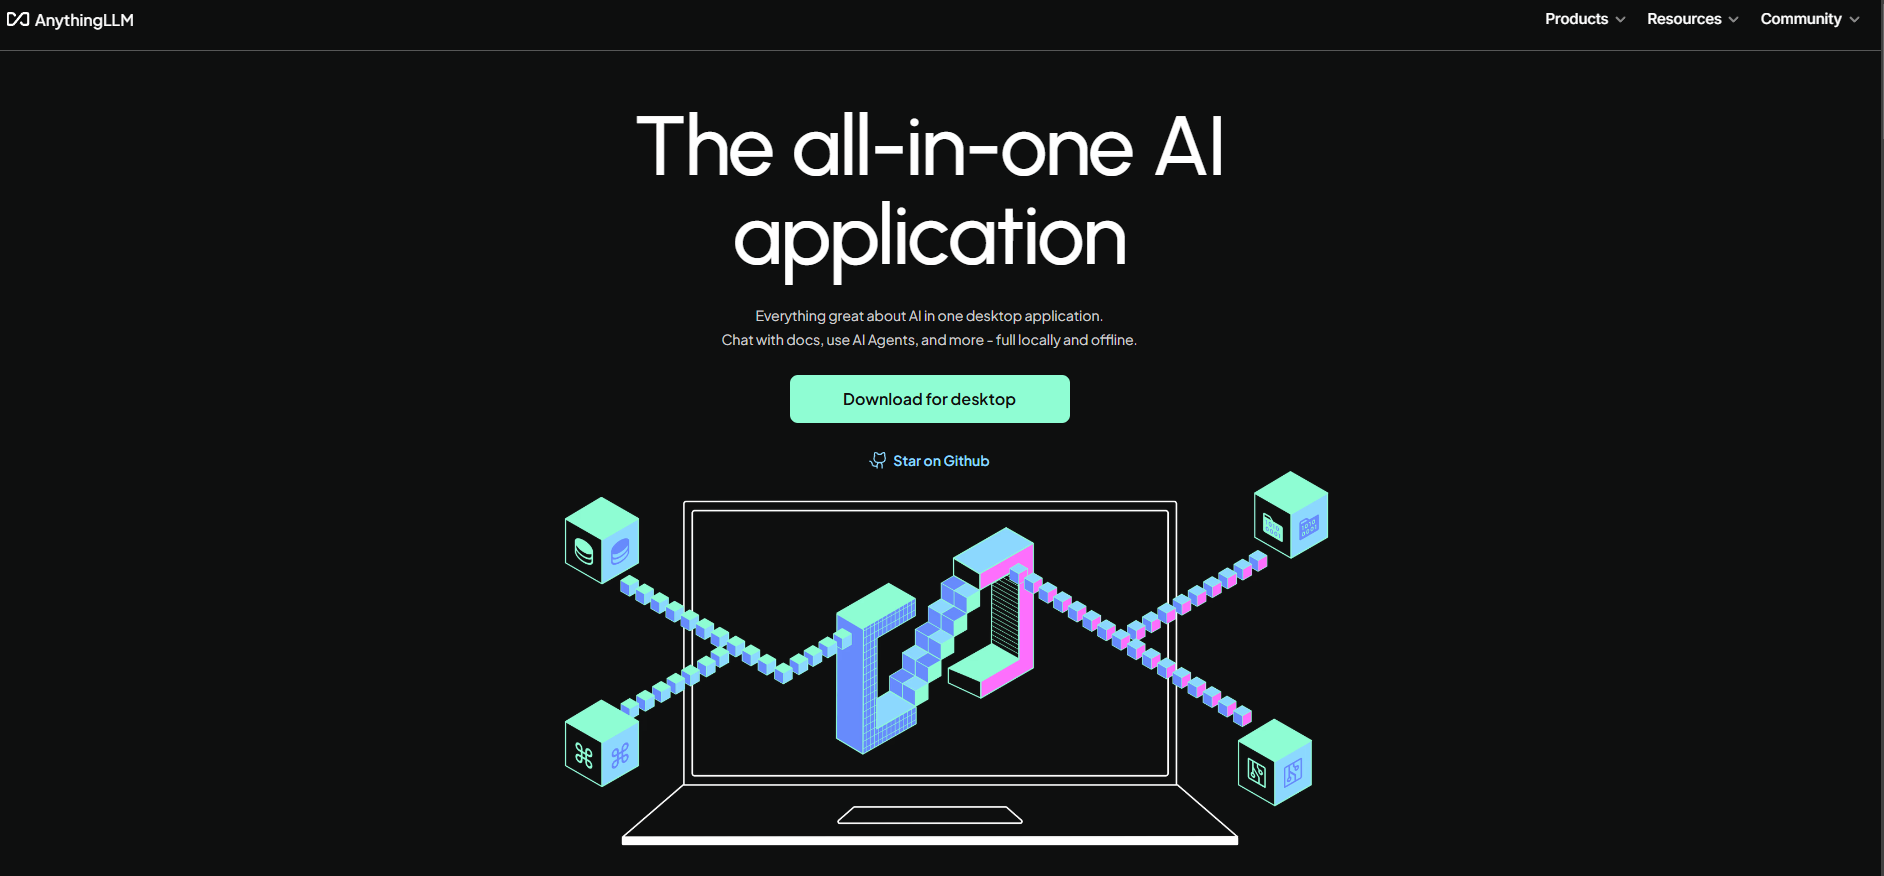 AnythingLLM
Products
Resources
Community
The all-in-one AI
application
Everything great about AI in one desktop application.
Chat with docs, use AI Agents, and more - full locally and offline.
Download for desktop
Star on Github